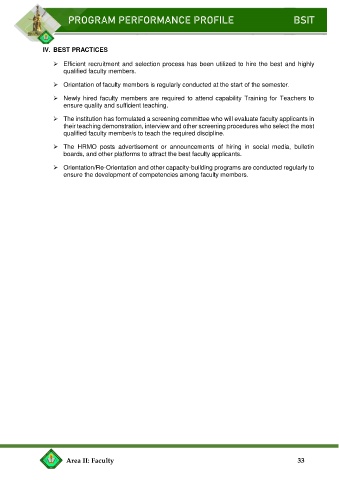 PROGRAM PERFORMANCE PROFILE BSIT
IV. BEST PRACTICES
➢ Efficient recruitment and selection process has been utilized to hire the best and highly
qualified faculty members.
➢ Orientation of faculty members is regularly conducted at the start of the semester.
➢ Newly hired faculty members are required to attend capability Training for Teachers to
ensure quality and sufficient teaching.
➢ The institution has formulated a screening committee who will evaluate faculty applicants in
their teaching demonstration, interview and other screening procedures who select the most
qualified faculty member/s to teach the required discipline.
➢ The HRMO posts advertisement or announcements of hiring in social media, bulletin
boards, and other platforms to attract the best faculty applicants.
➢ Orientation/Re-Orientation and other capacity-building programs are conducted regularly to
ensure the development of competencies among faculty members.
Area II: Faculty 33